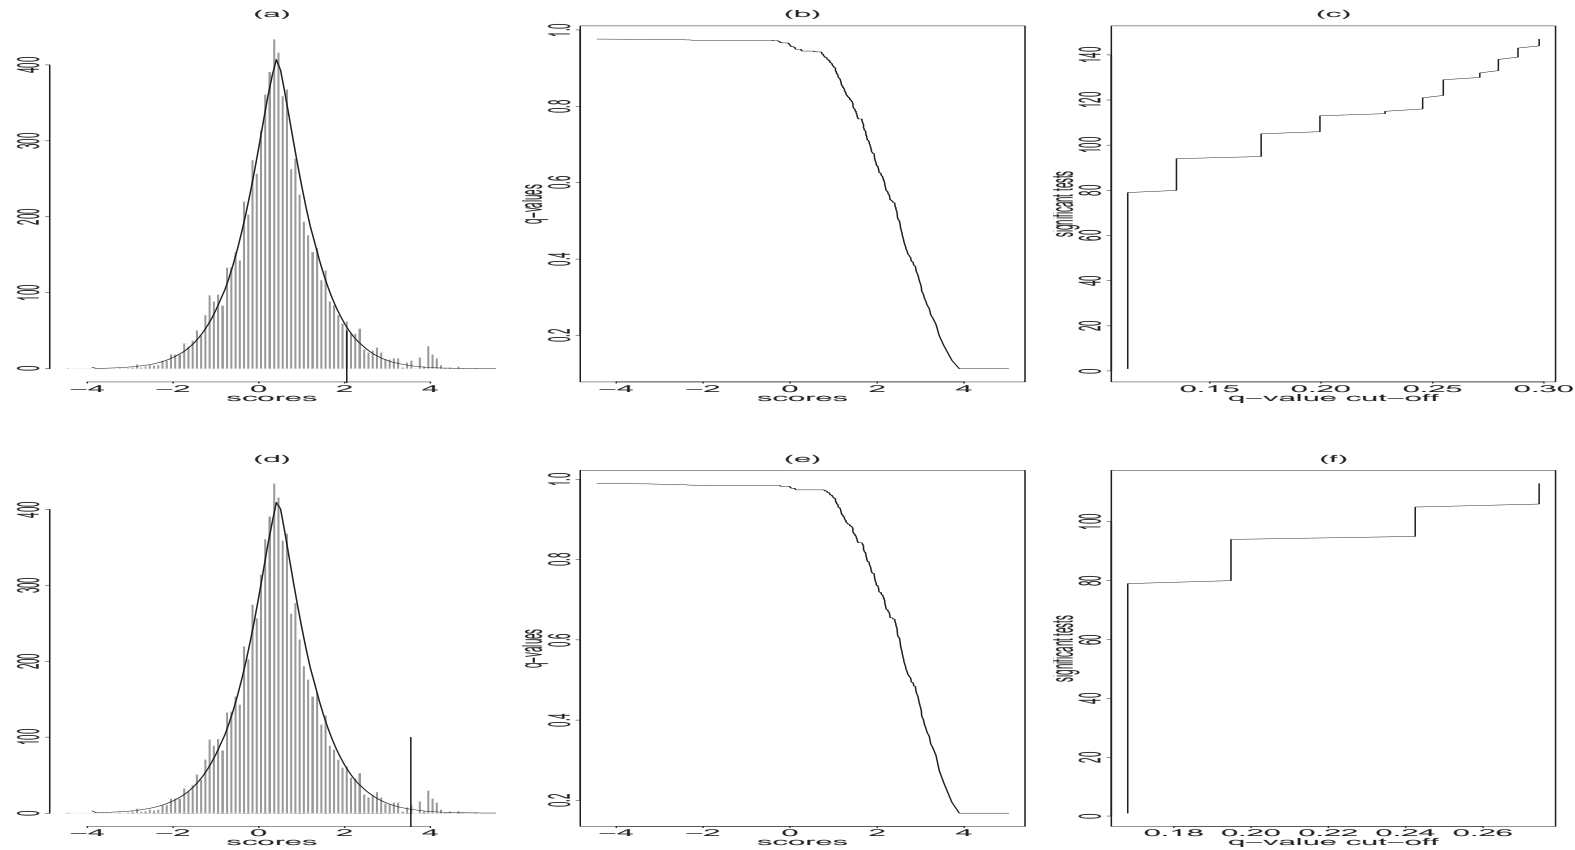 (a)
0 100 200 300 400
−4 −2 0 2 4
scores
(b)
q−values
0.2 0.4 0.6 0.8 1.0
−4 −2 0 2 4
scores
(c)
significant tests
0 20 40 60 80 100 120 140
0.15 0.20 0.25 0.30
q−value cut−off
(d)
0 100 200 300 400
−4 −2 0 2 4
scores
(e)
q−values
0.2 0.4 0.6 0.8 1.0
−4 −2 0 2 4
scores
(f)
significant tests
0 20 40 60 80 100
0.18 0.20 0.22 0.24 0.26
q−value cut−off